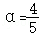 α = 4/5